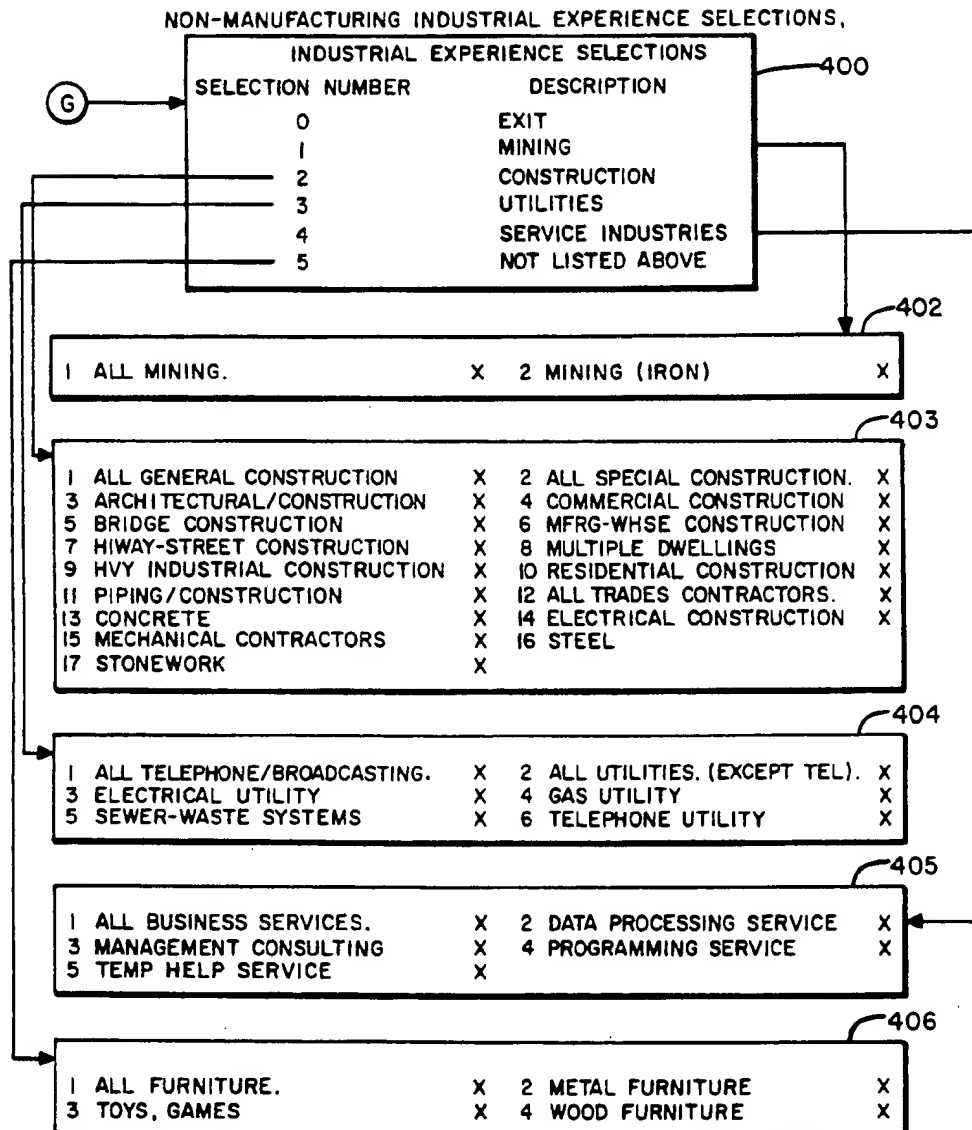 NON-MANUFACTURING INDUSTRIAL EXPERIENCE SELECTIONS,
INDUSTRIAL EXPERIENCE SELECTIONS
400
SELECTION NUMBER DESCRIPTION
G
0 EXIT
1 MINING
2 CONSTRUCTION
3 UTILITIES
4 SERVICE INDUSTRIES
5 NOT LISTED ABOVE
402
1 ALL MINING. X 2 MINING (IRON) X
403
1 ALL GENERAL CONSTRUCTION X 2 ALL SPECIAL CONSTRUCTION. X
3 ARCHITECTURAL/CONSTRUCTION X 4 COMMERCIAL CONSTRUCTION X
5 BRIDGE CONSTRUCTION X 6 MFRG-WHSE CONSTRUCTION X
7 HIWAY-STREET CONSTRUCTION X 8 MULTIPLE DWELLINGS X
9 HVY INDUSTRIAL CONSTRUCTION X 10 RESIDENTIAL CONSTRUCTION X
11 PIPING/CONSTRUCTION X 12 ALL TRADES CONTRACTORS. X
13 CONCRETE X 14 ELECTRICAL CONSTRUCTION X
15 MECHANICAL CONTRACTORS X 16 STEEL
17 STONEWORK X
404
1 ALL TELEPHONE/BROADCASTING. X 2 ALL UTILITIES. (EXCEPT TEL). X
3 ELECTRICAL UTILITY X 4 GAS UTILITY X
5 SEWER-WASTE SYSTEMS X 6 TELEPHONE UTILITY X
405
1 ALL BUSINESS SERVICES. X 2 DATA PROCESSING SERVICE X
3 MANAGEMENT CONSULTING X 4 PROGRAMMING SERVICE X
5 TEMP HELP SERVICE X
406
1 ALL FURNITURE. X 2 METAL FURNITURE X
3 TOYS, GAMES X 4 WOOD FURNITURE X